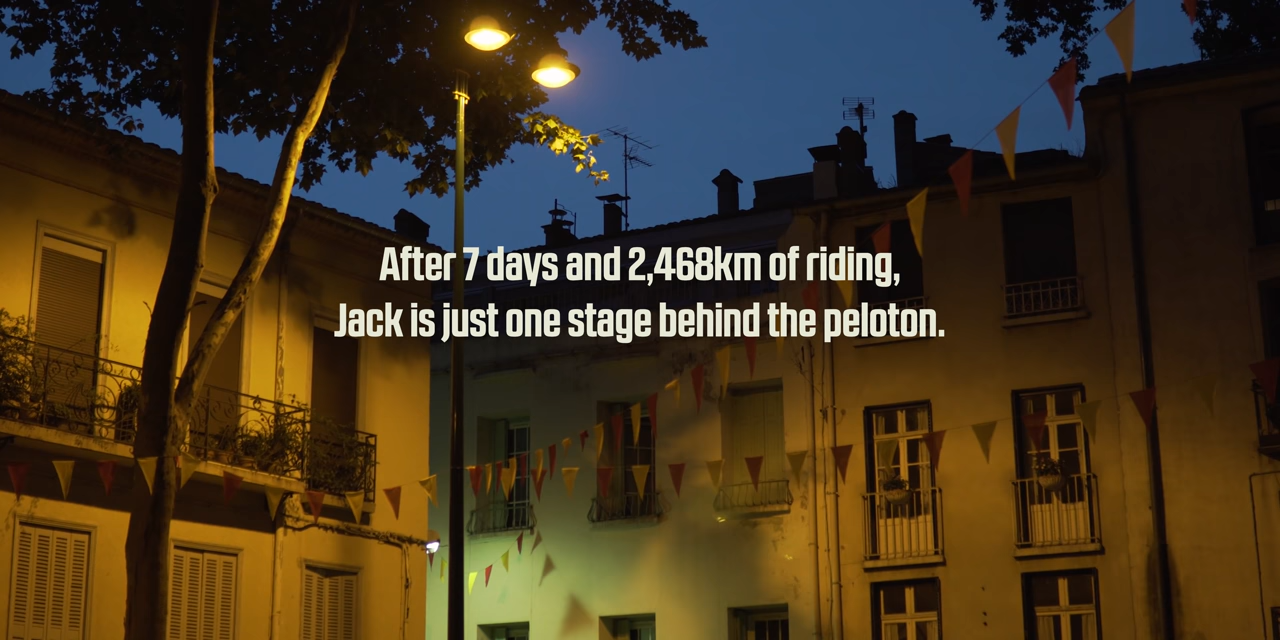 After 7 days and 2,468km of riding,
Jack is just one stage behind the peloton.